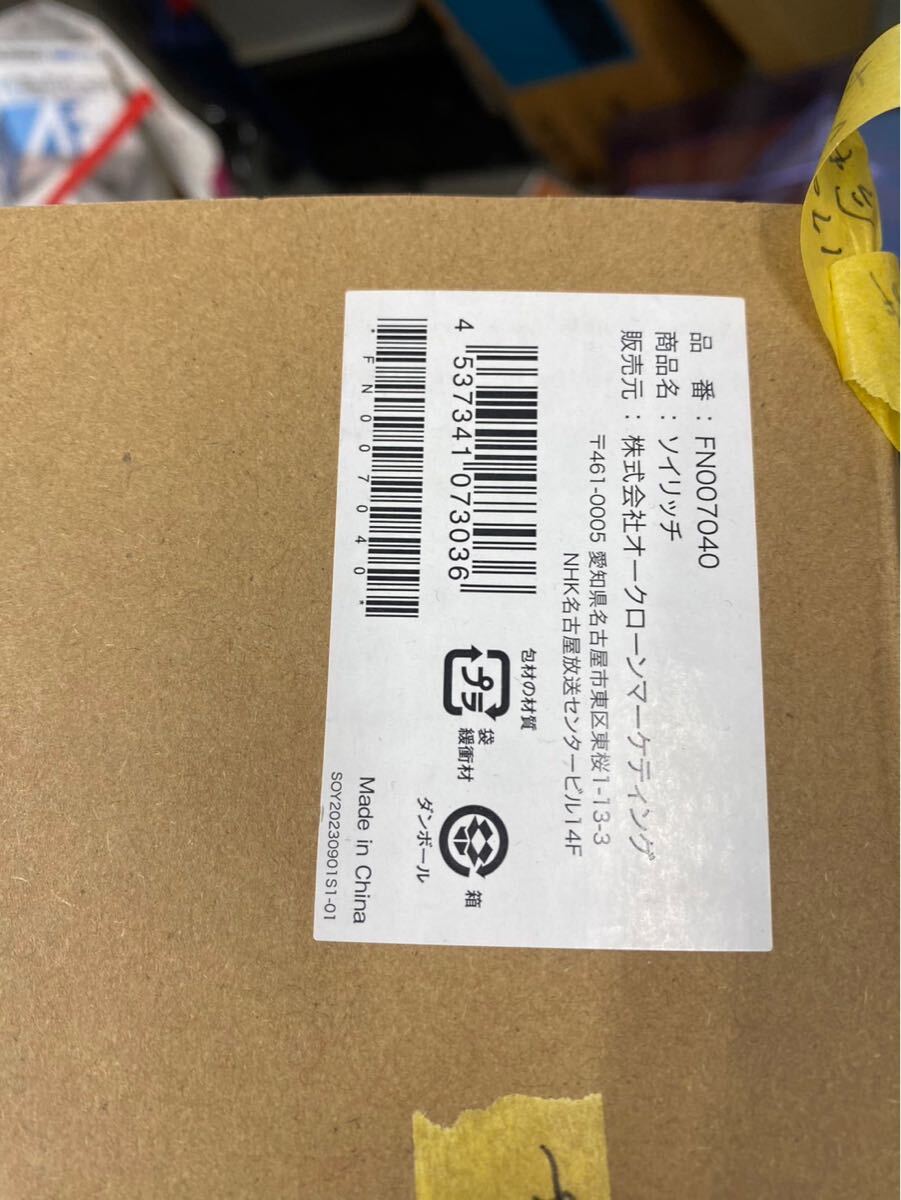 品 番：FN007040
商品名：ソイリッチ
販売元：株式会社オークローンマーケティング
〒461-0005 愛知県名古屋市東区東桜1-13-3
NHK名古屋放送センタービル14F
4 537341 073036
*FN007040*
包材の材質
プラ
袋
緩衝材
箱
ダンボール
Made in China
SOY20230901S1-01